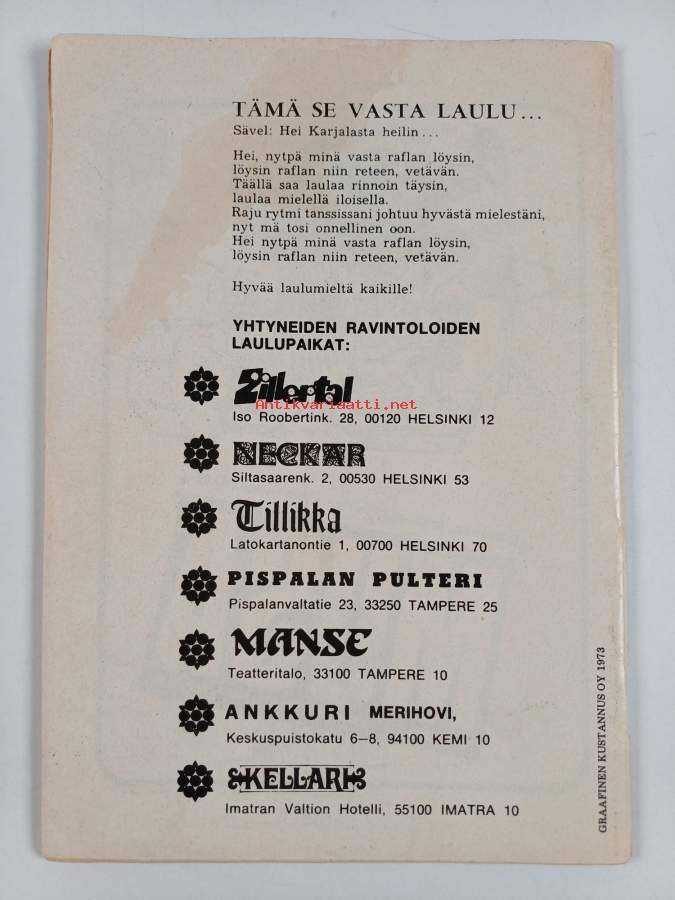 TÄMÄ SE VASTA LAULU...
Sävel: Hei Karjalasta heilin...
Hei, nytpä minä vasta raflan löysin,
löysin raflan niin reteen, vetävän.
Täällä saa laulaa rinnoin täysin,
laulaa mielellä iloisella.
Raju rytmi tanssissani johtuu hyvästä mielestäni,
nyt mä tosi onnellinen oon.
Hei nytpä minä vasta raflan löysin,
löysin raflan niin reteen, vetävän.
Hyvää laulumieltä kaikille!
YHTYNEIDEN RAVINTOLOIDEN
LAULUPAIKAT:
Zillertal
Antikvariaatti.net
Iso Roobertink. 28, 00120 HELSINKI 12
NECKAR
Siltasaarenk. 2, 00530 HELSINKI 53
Tillikka
Latokartanontie 1, 00700 HELSINKI 70
PISPALAN PULTERI
Pispalanvaltatie 23, 33250 TAMPERE 25
MANSE
Teatteritalo, 33100 TAMPERE 10
ANKKURI MERIHOVI,
Keskuspuistokatu 6–8, 94100 KEMI 10
KELLARI
Imatran Valtion Hotelli, 55100 IMATRA 10
GRAAFINEN KUSTANNUS OY 1973